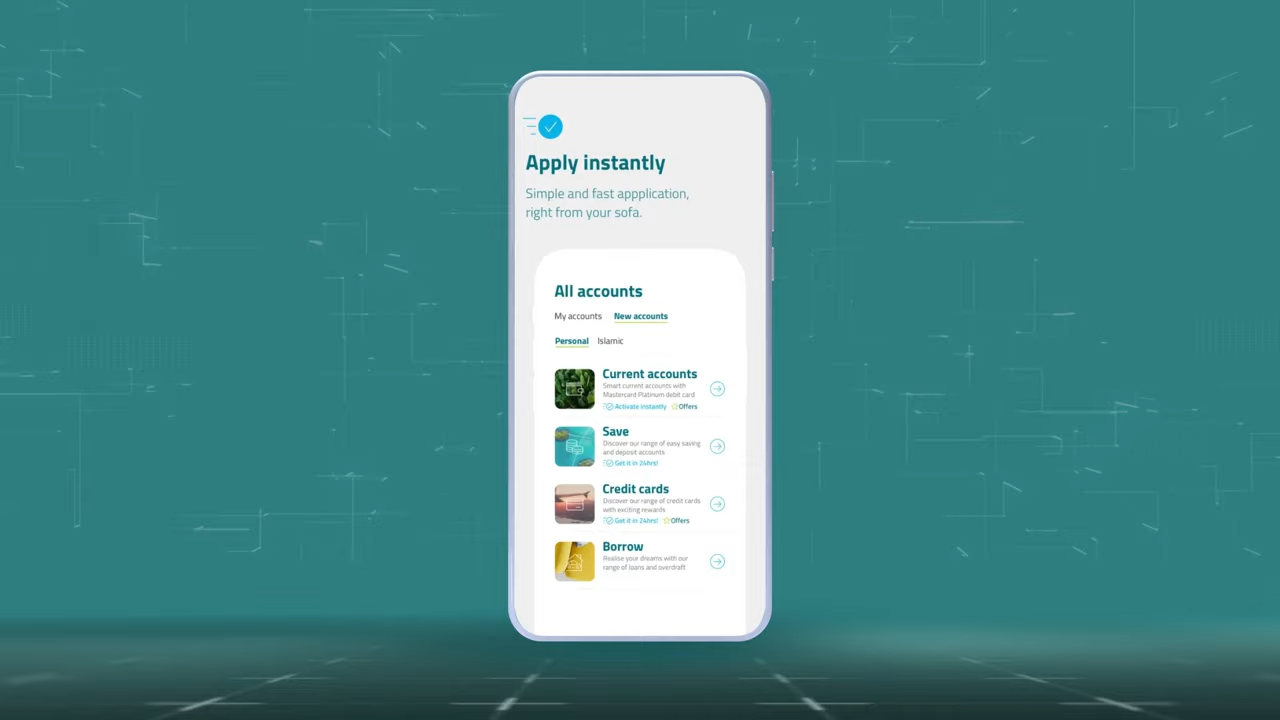 Apply instantly
Simple and fast appplication,
right from your sofa.
All accounts
My accounts New accounts
Personal Islamic
Current accounts
Smart current accounts with
Mastercard Platinum debit card
Activate instantly Offers
Save
Discover our range of easy saving
and deposit accounts
Get it in 24hrs!
Credit cards
Discover our range of credit cards
with exciting rewards
Get it in 24hrs! Offers
Borrow
Realise your dreams with our
range of loans and overdraft